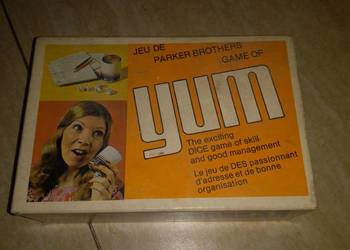 JEU DE
PARKER BROTHERS
GAME OF
yum
The exciting
DICE game of skill
and good management
Le jeu de DES passionnant
d'adresse et de bonne
organisation